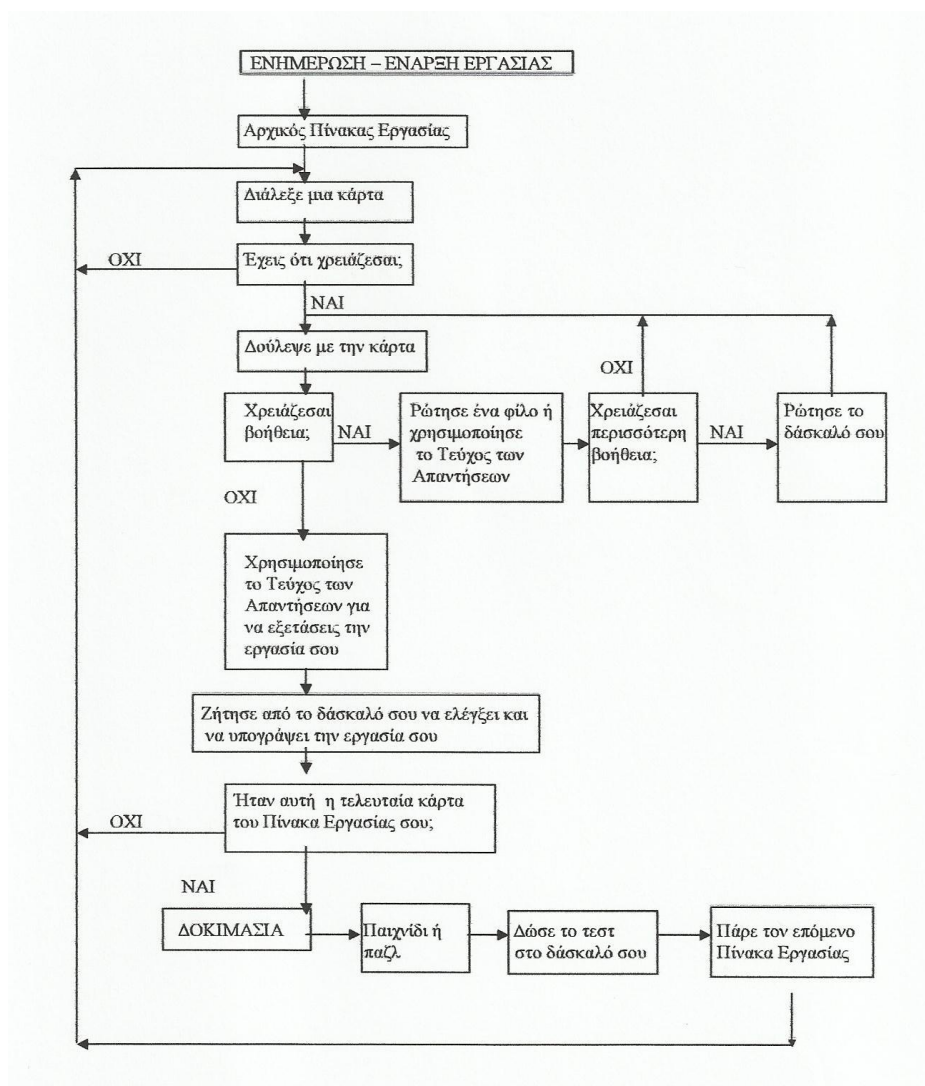 ΕΝΗΜΕΡΩΣΗ – ΕΝΑΡΞΗ ΕΡΓΑΣΙΑΣ
Αρχικός Πίνακας Εργασίας
Διάλεξε μια κάρτα
Έχεις ότι χρειάζεσαι;
ΟΧΙ
ΝΑΙ
Δούλεψε με την κάρτα
ΟΧΙ
Χρειάζεσαι
βοήθεια;
ΝΑΙ
Ρώτησε ένα φίλο ή
χρησιμοποίησε
το Τεύχος των
Απαντήσεων
Χρειάζεσαι
περισσότερη
βοήθεια;
ΝΑΙ
Ρώτησε το
δάσκαλό σου
ΟΧΙ
Χρησιμοποίησε
το Τεύχος των
Απαντήσεων για
να εξετάσεις την
εργασία σου
Ζήτησε από το δάσκαλό σου να ελέγξει και
να υπογράψει την εργασία σου
Ήταν αυτή η τελευταία κάρτα
του Πίνακα Εργασίας σου;
ΟΧΙ
ΝΑΙ
ΔΟΚΙΜΑΣΙΑ
Παιχνίδι ή
παζλ
Δώσε το τεστ
στο δάσκαλό σου
Πάρε τον επόμενο
Πίνακα Εργασίας